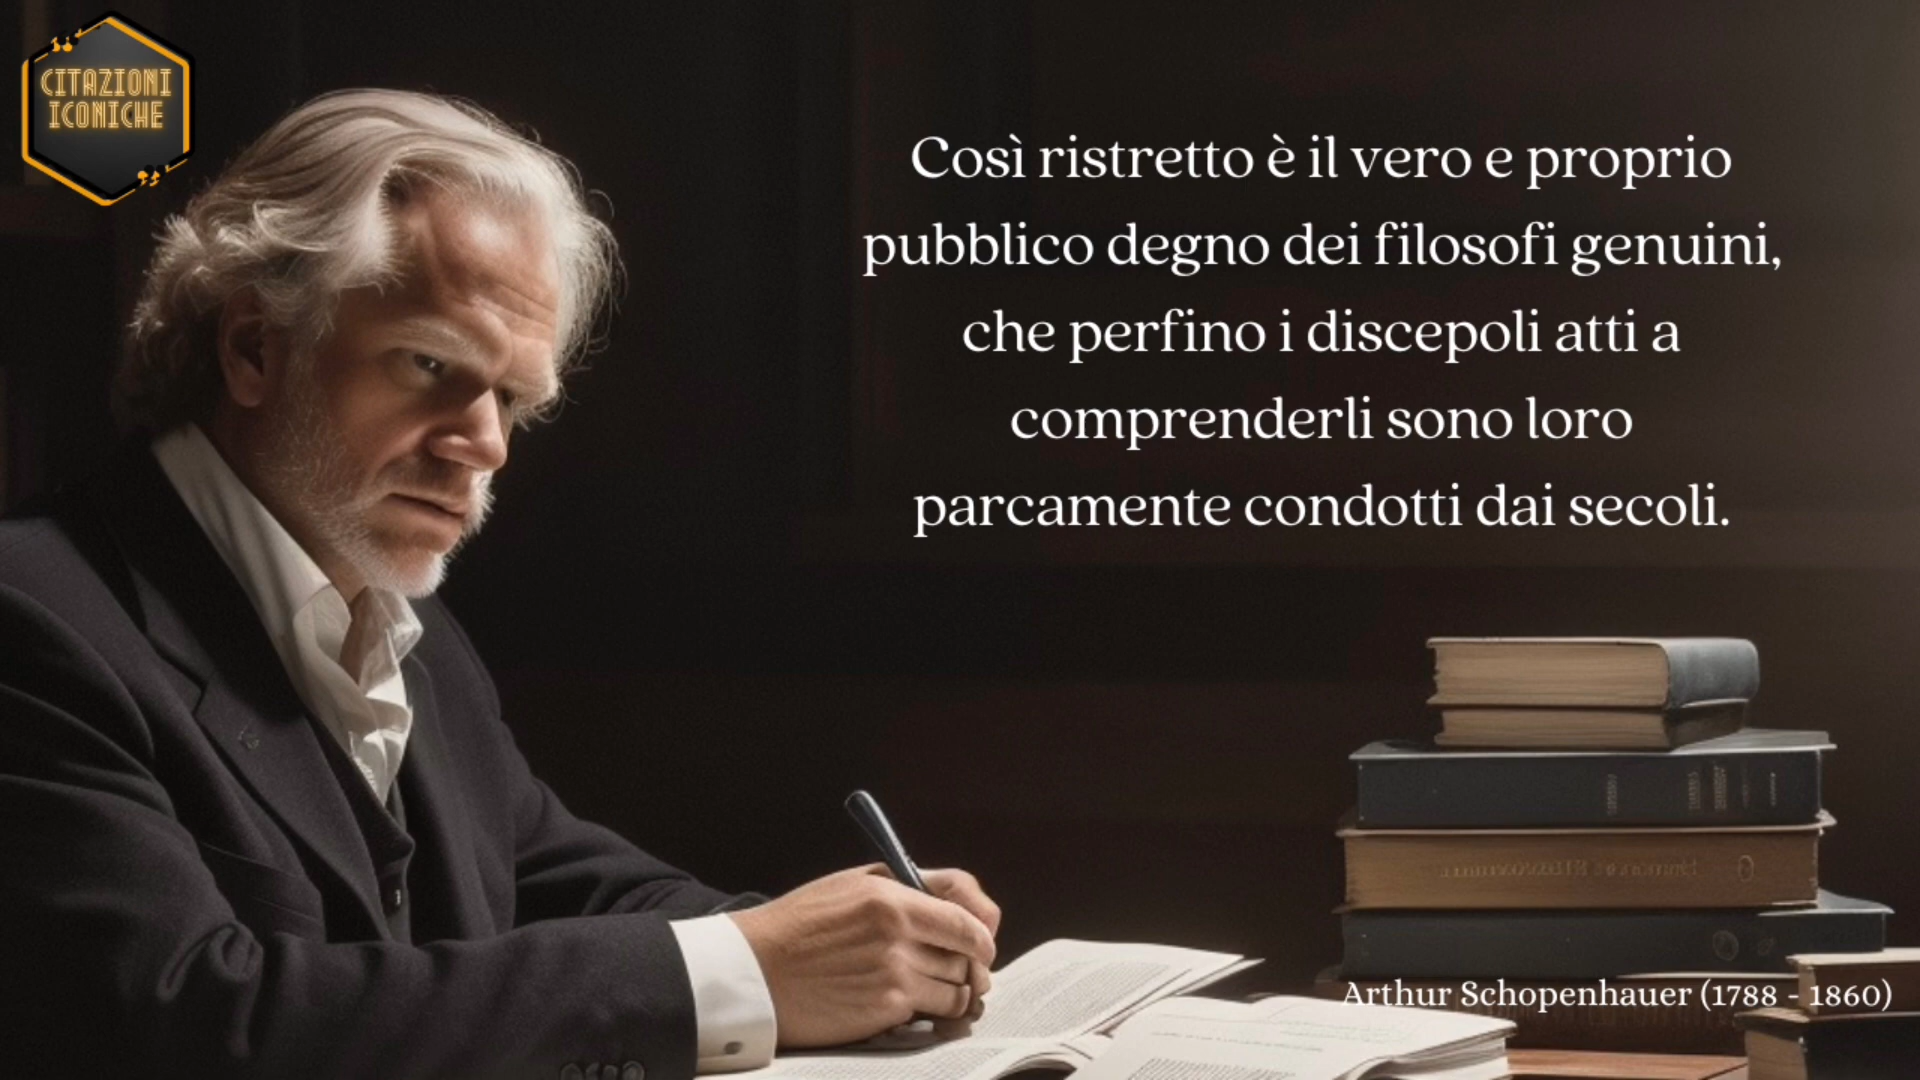 CITAZIONI
ICONICHE
Così ristretto è il vero e proprio
pubblico degno dei filosofi genuini,
che perfino i discepoli atti a
comprenderli sono loro
parcamente condotti dai secoli.
Arthur Schopenhauer (1788 - 1860)